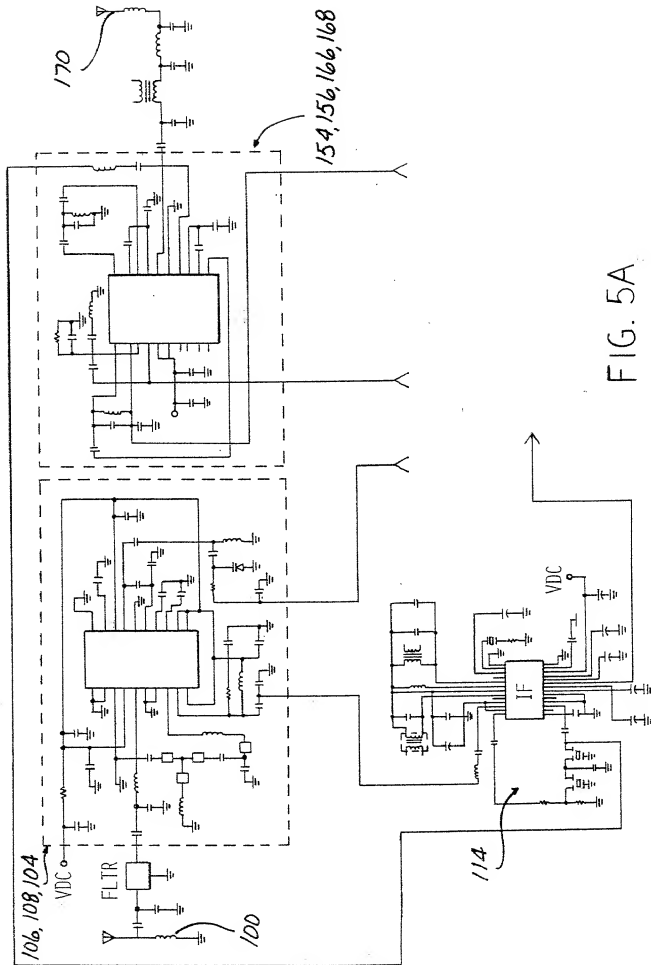 170
154,156,166,168
FIG. 5A
106,108,104
VDC
FLTR
100
VDC
IF
114